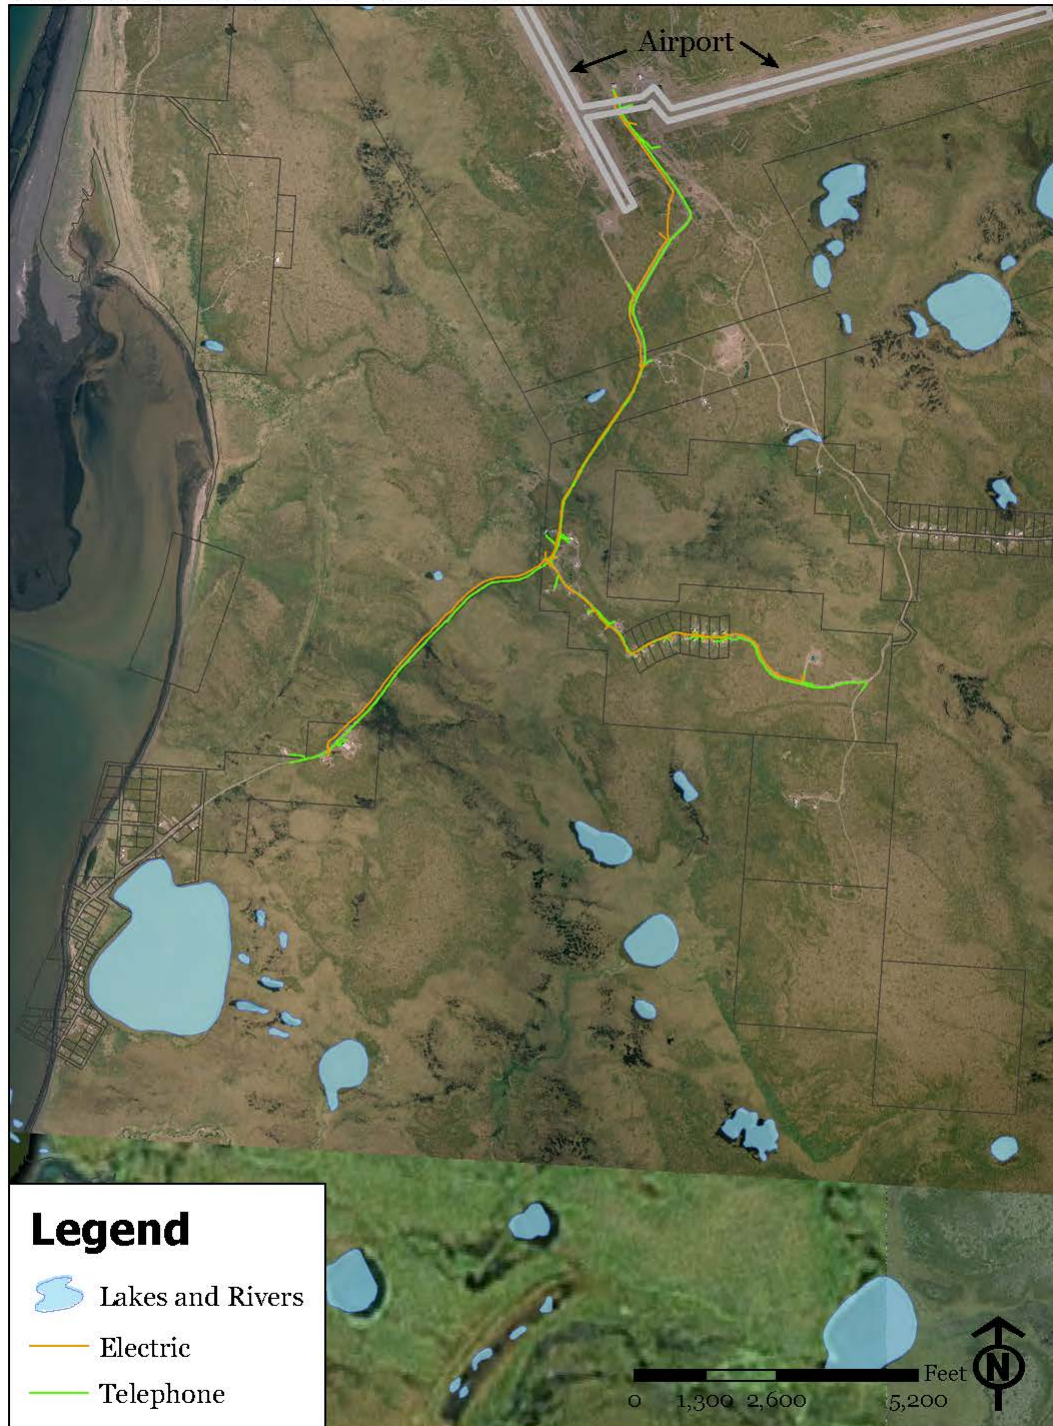 Airport
Legend
Lakes and Rivers
Electric
Telephone
Feet
N
0 1,300 2,600 5,200